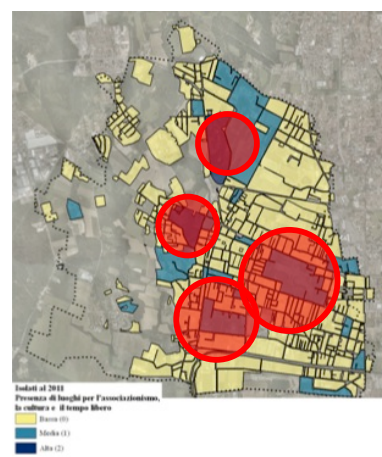 Isolati al 2011
Presenza di luoghi per l'associazionismo,
la cultura e il tempo libero
Bassa (0)
Media (1)
Alta (2)